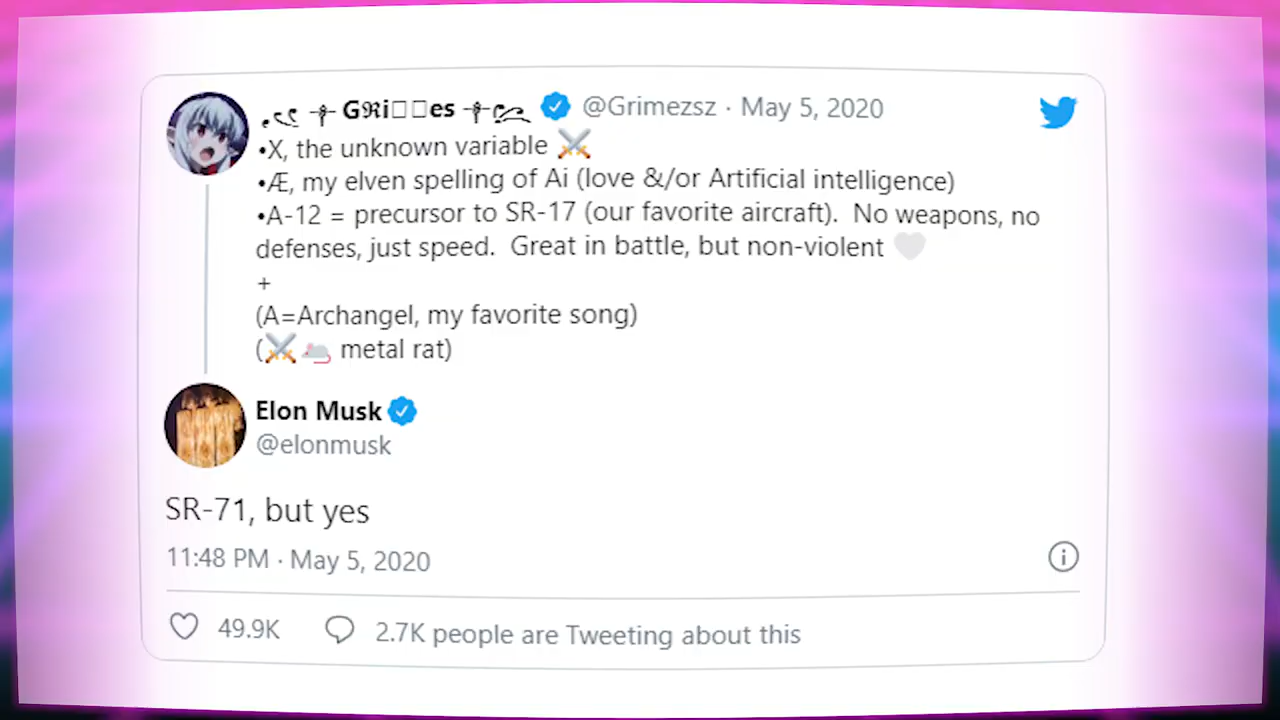 GℜiⳆ□□es @Grimezsz · May 5, 2020
•X, the unknown variable ⚔️
•Æ, my elven spelling of Ai (love &/or Artificial intelligence)
•A-12 = precursor to SR-17 (our favorite aircraft). No weapons, no
defenses, just speed. Great in battle, but non-violent 🤍
+
(A=Archangel, my favorite song)
(⚔️🐁 metal rat)
Elon Musk
@elonmusk
SR-71, but yes
11:48 PM · May 5, 2020
49.9K 2.7K people are Tweeting about this